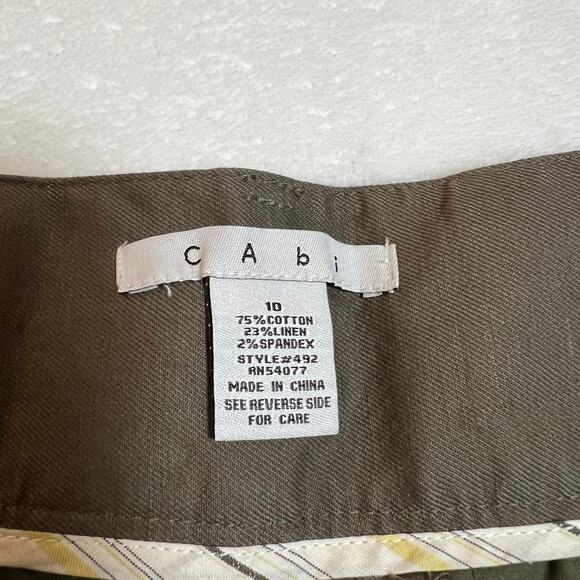 CAbi
10
75%COTTON
23%LINEN
2%SPANDEX
STYLE#492
RN54077
MADE IN CHINA
SEE REVERSE SIDE
FOR CARE